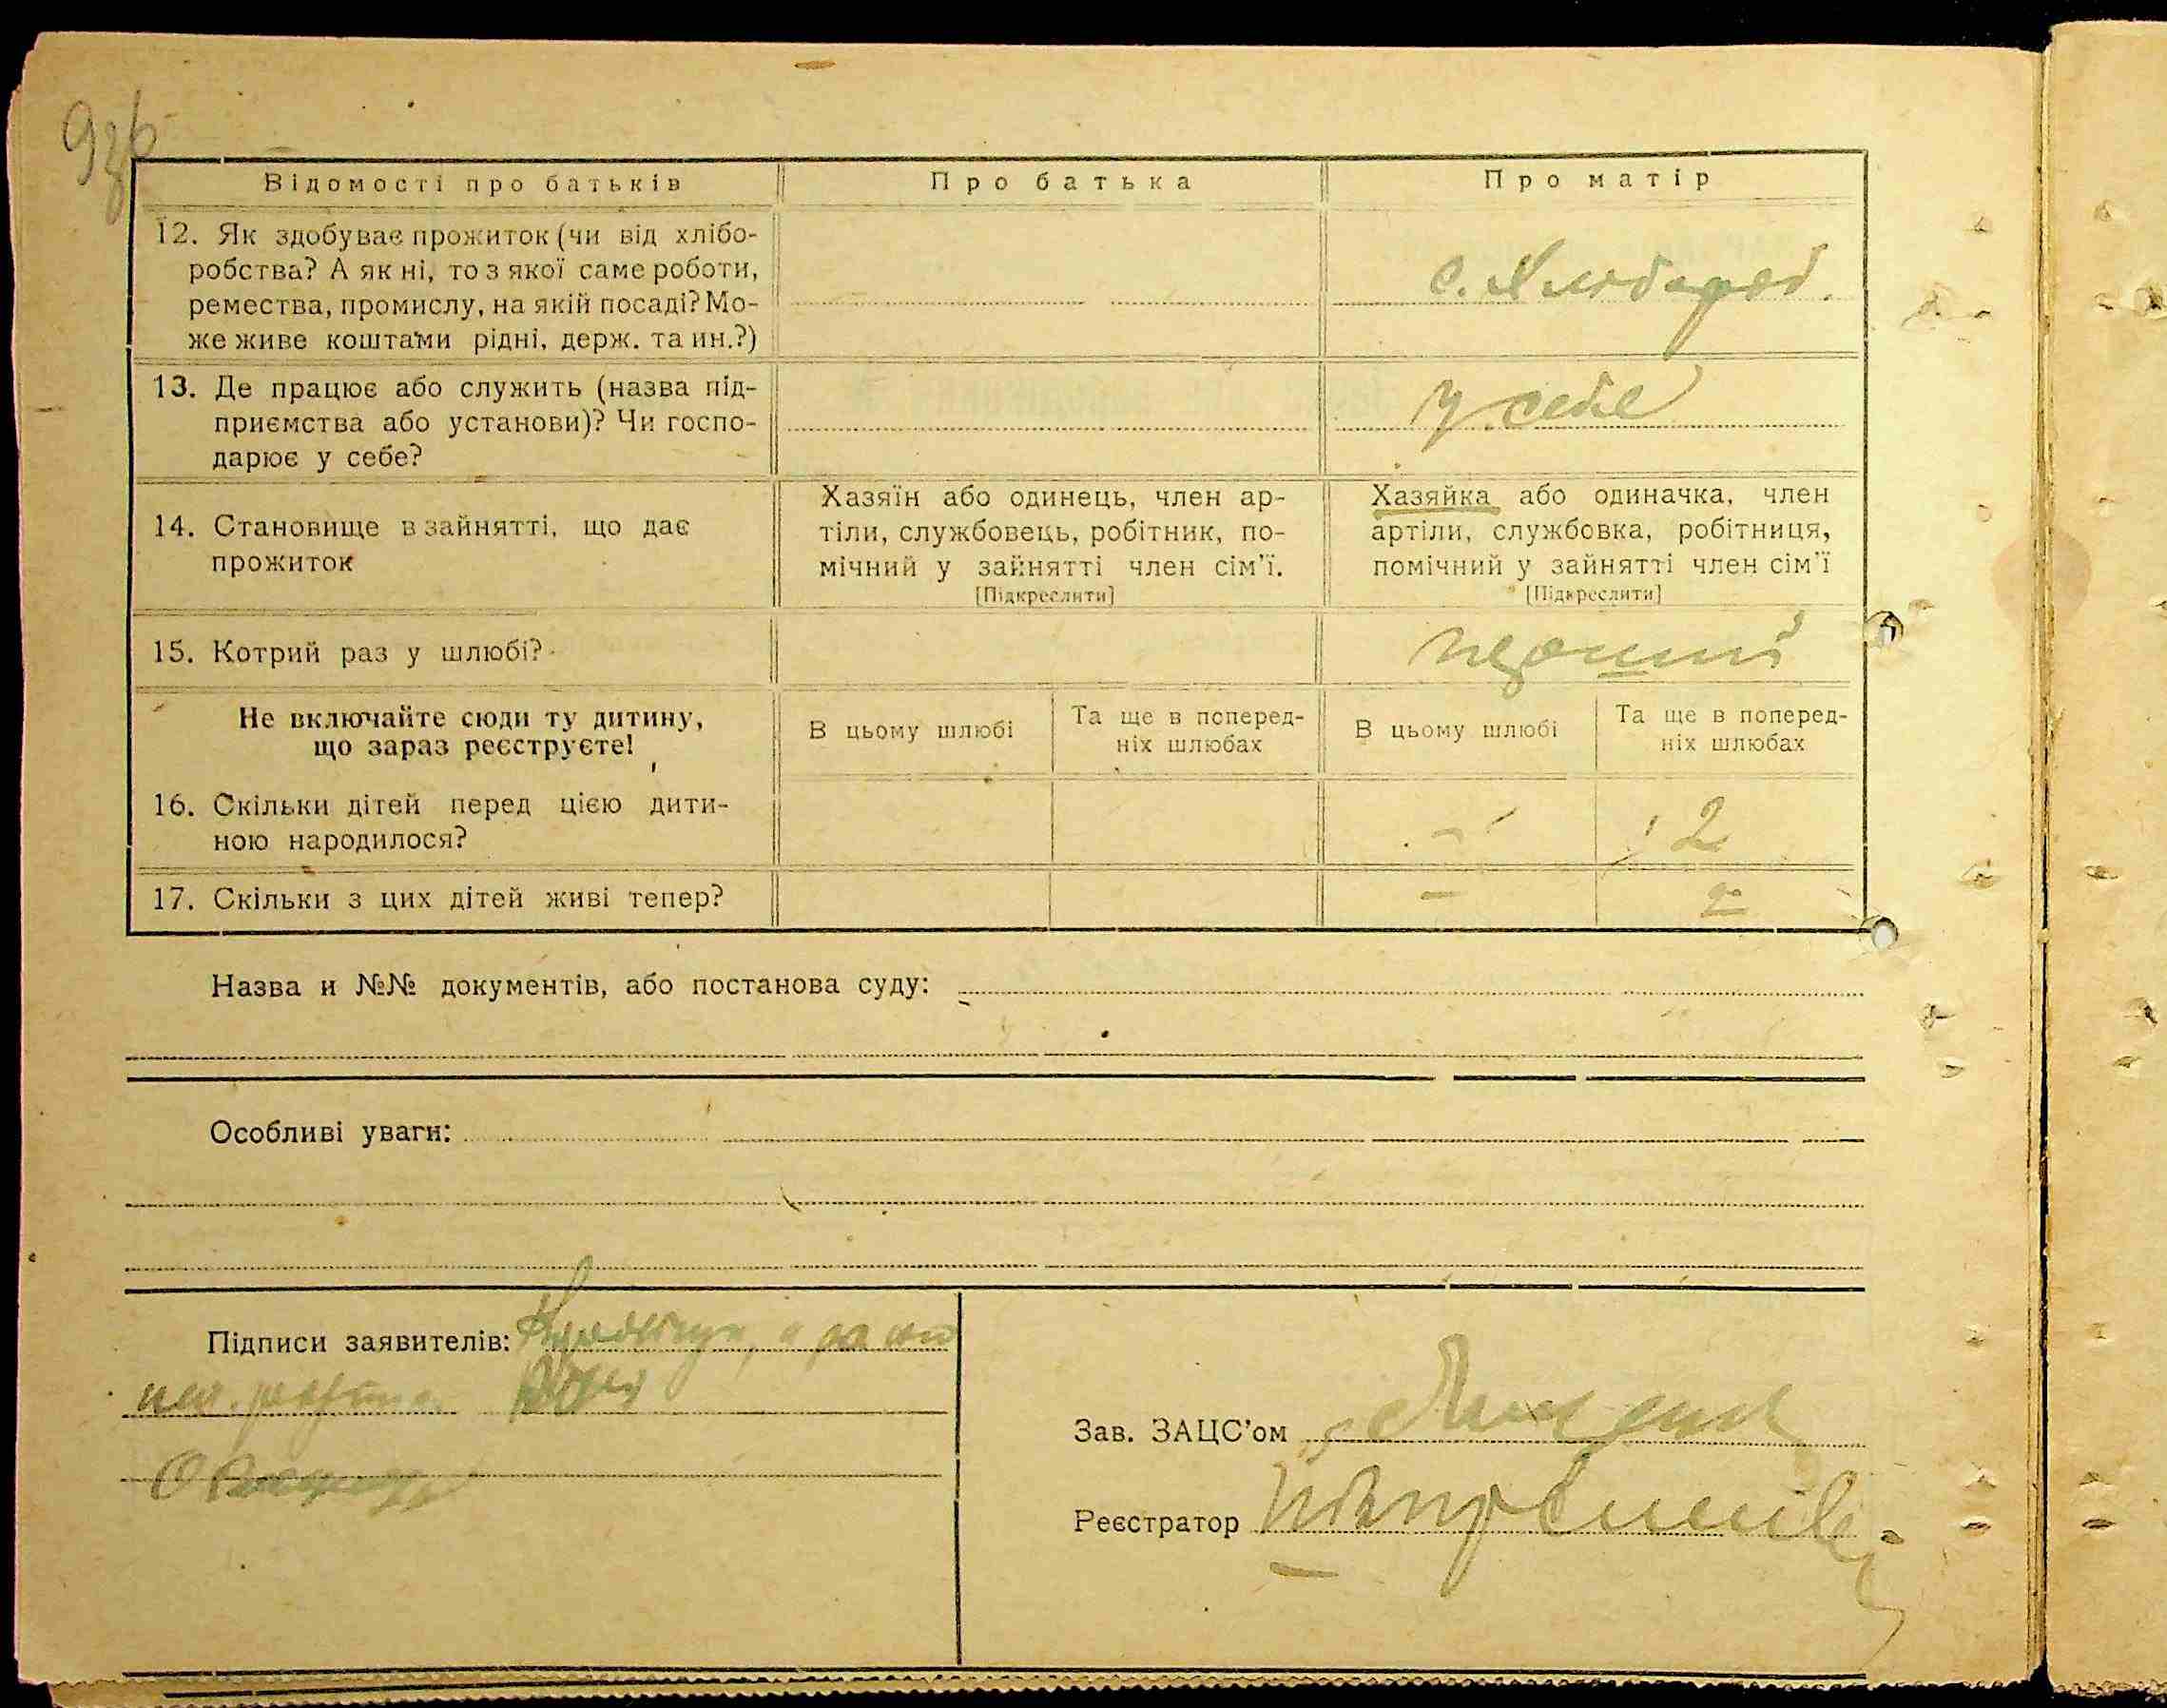 Відомості про батьків
Про батька
Про матір
12. Як здобуває прожиток (чи від хлібо-
робства? А як ні, то з якої саме роботи,
ремества, промислу, на якій посаді? Мо-
же живе коштами рідні, держ. та ин.?)
13. Де працює або служить (назва під-
приємства або установи)? Чи госпо-
дарює у себе?
у себе
14. Становище в зайнятті, що дає
прожиток
Хазяїн або одинець, член ар-
тіли, службовець, робітник, по-
мічний у зайнятті член сім'ї.
[Підкреслити]
Хазяйка або одиначка, член
артіли, службовка, робітниця,
помічний у зайнятті член сім'ї
[Підкреслити]
15. Котрий раз у шлюбі?
перший
Не включайте сюди ту дитину,
що зараз реєструєте!
В цьому шлюбі
Та ще в поперед-
ніх шлюбах
В цьому шлюбі
Та ще в поперед-
ніх шлюбах
16. Скільки дітей перед цією дити-
ною народилося?
-
2
17. Скільки з цих дітей живі тепер?
-
2
Назва и №№ документів, або постанова суду:
Особливі уваги:
Підписи заявителів:
Зав. ЗАЦС'ом
Реєстратор